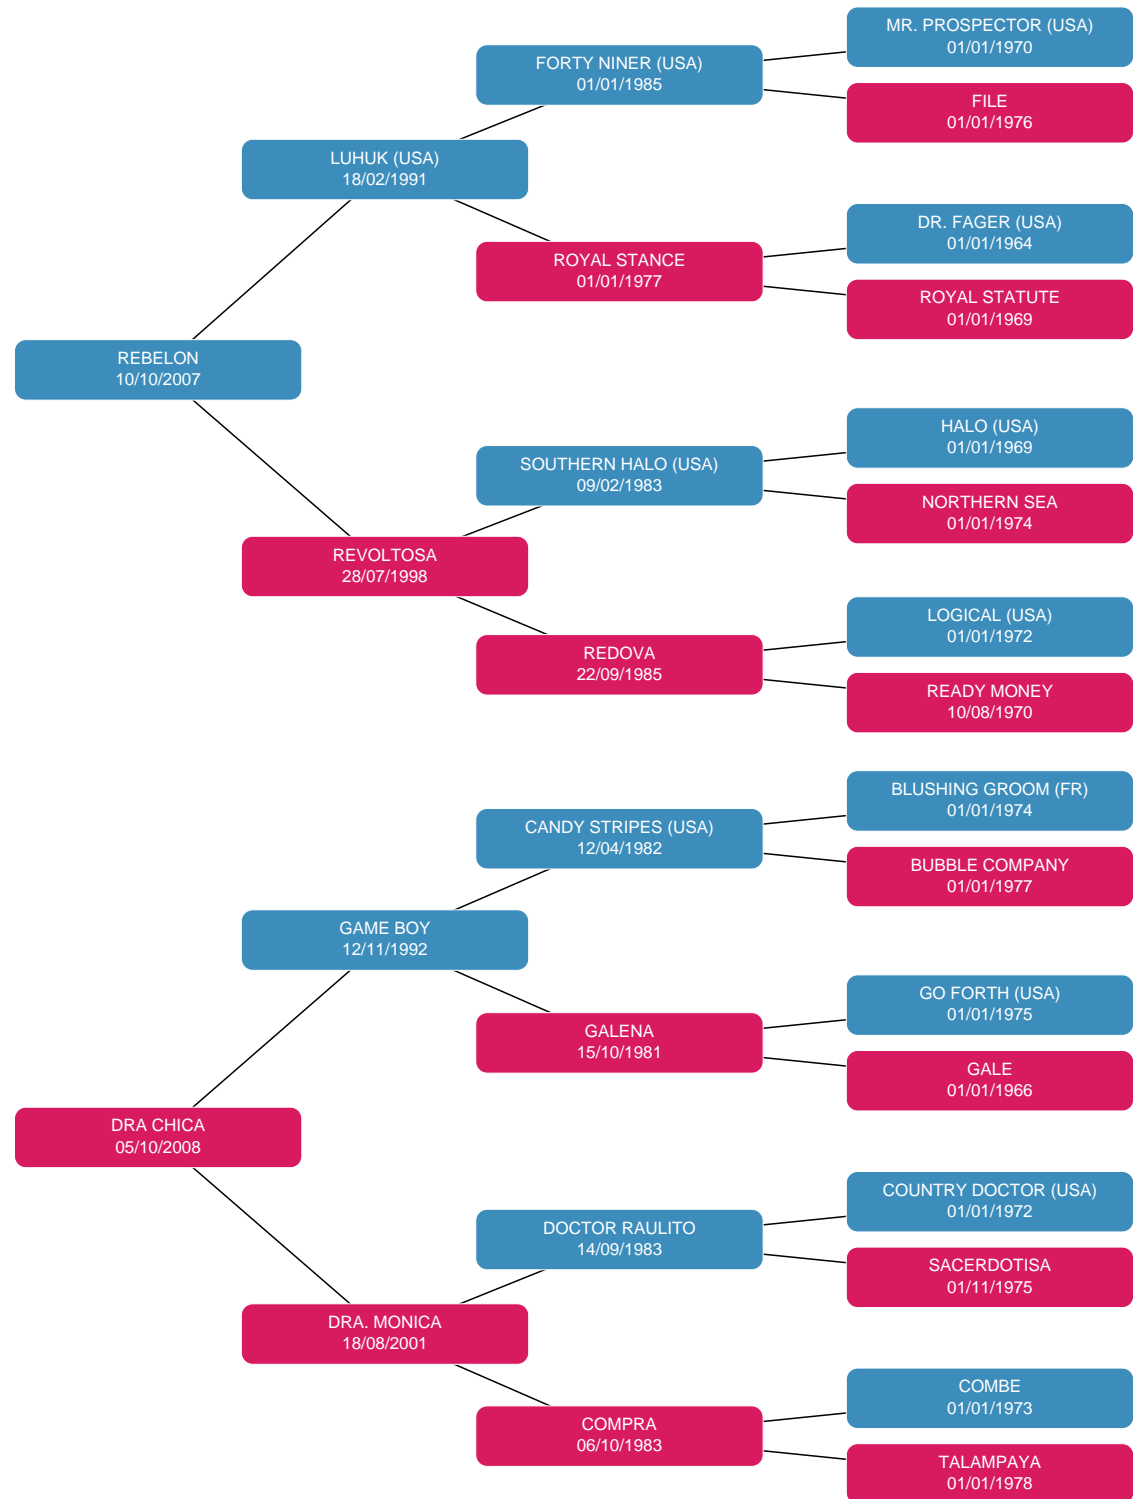 MR. PROSPECTOR (USA)
01/01/1970
FORTY NINER (USA)
01/01/1985
FILE
01/01/1976
LUHUK (USA)
18/02/1991
DR. FAGER (USA)
01/01/1964
ROYAL STANCE
01/01/1977
ROYAL STATUTE
01/01/1969
REBELON
10/10/2007
HALO (USA)
01/01/1969
SOUTHERN HALO (USA)
09/02/1983
NORTHERN SEA
01/01/1974
REVOLTOSA
28/07/1998
LOGICAL (USA)
01/01/1972
REDOVA
22/09/1985
READY MONEY
10/08/1970
BLUSHING GROOM (FR)
01/01/1974
CANDY STRIPES (USA)
12/04/1982
BUBBLE COMPANY
01/01/1977
GAME BOY
12/11/1992
GO FORTH (USA)
01/01/1975
GALENA
15/10/1981
GALE
01/01/1966
DRA CHICA
05/10/2008
COUNTRY DOCTOR (USA)
01/01/1972
DOCTOR RAULITO
14/09/1983
SACERDOTISA
01/11/1975
DRA. MONICA
18/08/2001
COMBE
01/01/1973
COMPRA
06/10/1983
TALAMPAYA
01/01/1978